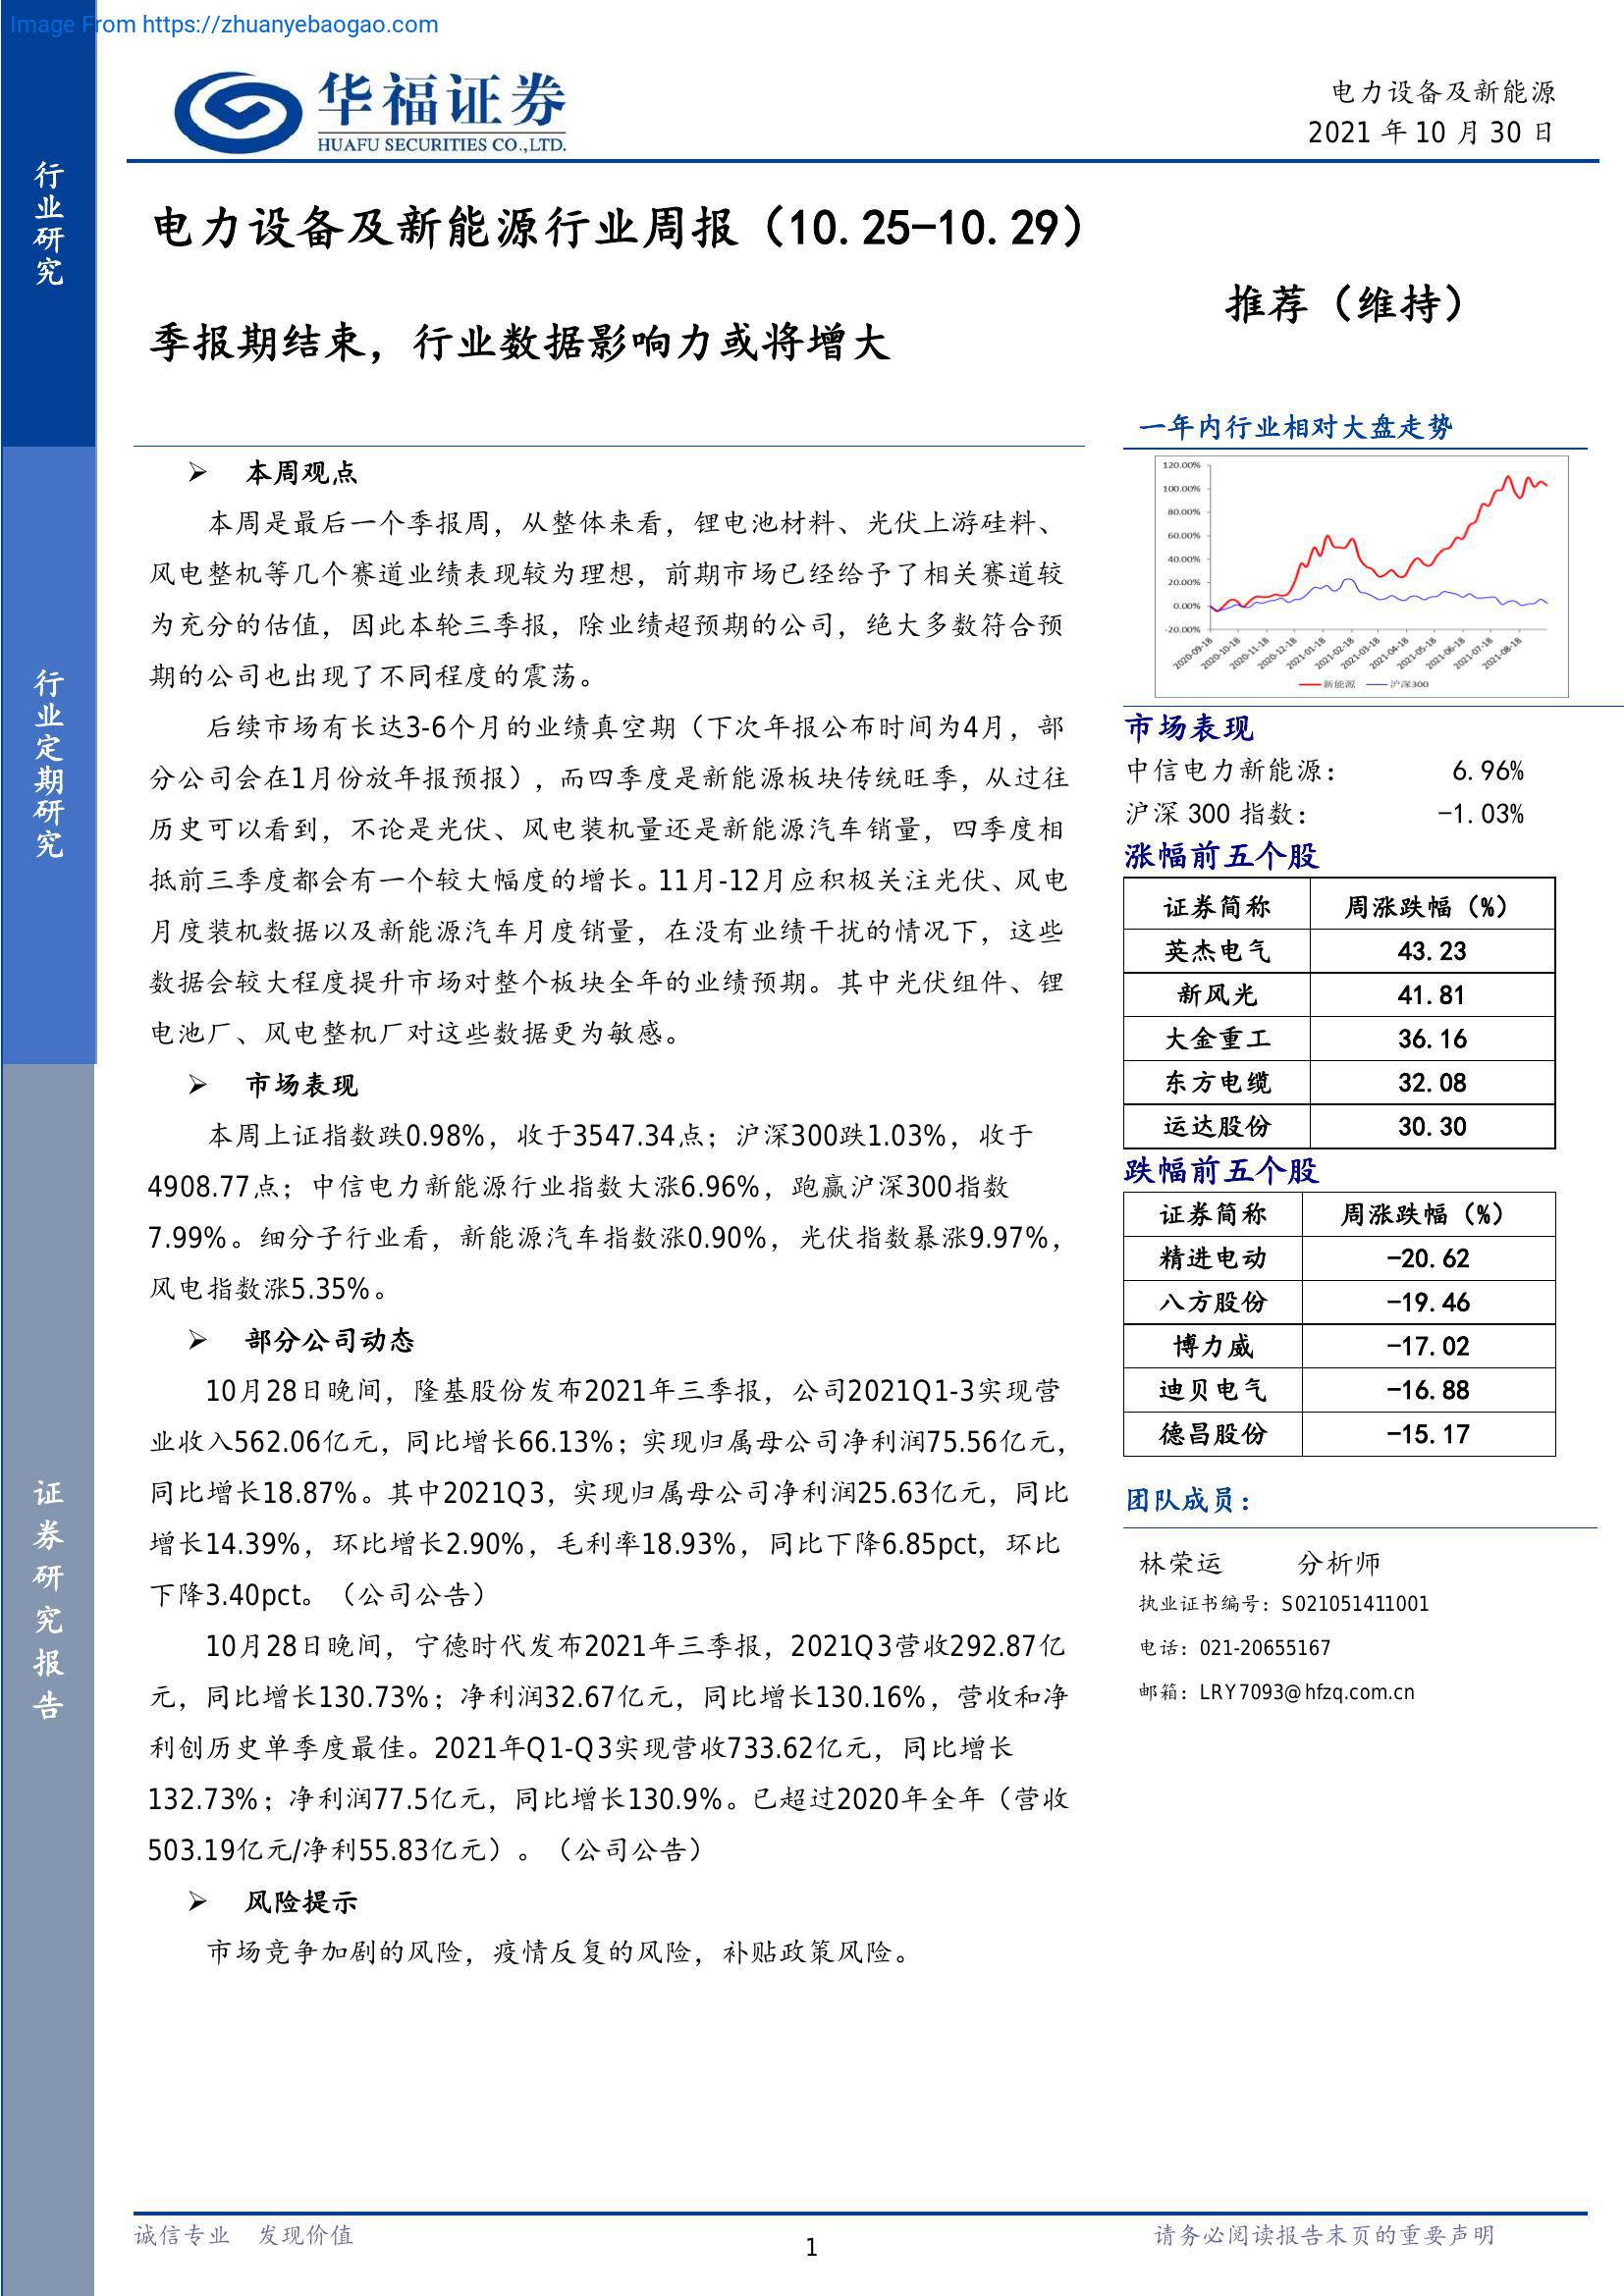 Image From https://zhuanyebaogao.com
华福证券
HUAFU SECURITIES CO.,LTD.
电力设备及新能源
2021 年 10 月 30 日
行业研究
行业定期研究
证券研究报告
电力设备及新能源行业周报（10.25-10.29）
季报期结束，行业数据影响力或将增大
推荐（维持）
➢ 本周观点
本周是最后一个季报周，从整体来看，锂电池材料、光伏上游硅料、
风电整机等几个赛道业绩表现较为理想，前期市场已经给予了相关赛道较
为充分的估值，因此本轮三季报，除业绩超预期的公司，绝大多数符合预
期的公司也出现了不同程度的震荡。
后续市场有长达3-6个月的业绩真空期（下次年报公布时间为4月，部
分公司会在1月份放年报预报），而四季度是新能源板块传统旺季，从过往
历史可以看到，不论是光伏、风电装机量还是新能源汽车销量，四季度相
抵前三季度都会有一个较大幅度的增长。11月-12月应积极关注光伏、风电
月度装机数据以及新能源汽车月度销量，在没有业绩干扰的情况下，这些
数据会较大程度提升市场对整个板块全年的业绩预期。其中光伏组件、锂
电池厂、风电整机厂对这些数据更为敏感。
➢ 市场表现
本周上证指数跌0.98%，收于3547.34点；沪深300跌1.03%，收于
4908.77点；中信电力新能源行业指数大涨6.96%，跑赢沪深300指数
7.99%。细分子行业看，新能源汽车指数涨0.90%，光伏指数暴涨9.97%，
风电指数涨5.35%。
➢ 部分公司动态
10月28日晚间，隆基股份发布2021年三季报，公司2021Q1-3实现营
业收入562.06亿元，同比增长66.13%；实现归属母公司净利润75.56亿元，
同比增长18.87%。其中2021Q3，实现归属母公司净利润25.63亿元，同比
增长14.39%，环比增长2.90%，毛利率18.93%，同比下降6.85pct，环比
下降3.40pct。（公司公告）
10月28日晚间，宁德时代发布2021年三季报，2021Q3营收292.87亿
元，同比增长130.73%；净利润32.67亿元，同比增长130.16%，营收和净
利创历史单季度最佳。2021年Q1-Q3实现营收733.62亿元，同比增长
132.73%；净利润77.5亿元，同比增长130.9%。已超过2020年全年（营收
503.19亿元/净利55.83亿元）。（公司公告）
➢ 风险提示
市场竞争加剧的风险，疫情反复的风险，补贴政策风险。
一年内行业相对大盘走势
120.00%
100.00%
80.00%
60.00%
40.00%
20.00%
0.00%
-20.00%
2020-09-18 2020-10-18 2020-11-18 2020-12-18 2021-01-18 2021-02-18 2021-03-18 2021-04-18 2021-05-18 2021-06-18 2021-07-18 2021-08-18
新能源 沪深300
市场表现
中信电力新能源： 6.96%
沪深 300 指数： -1.03%
涨幅前五个股
证券简称 周涨跌幅（%）
英杰电气 43.23
新风光 41.81
大金重工 36.16
东方电缆 32.08
运达股份 30.30
跌幅前五个股
证券简称 周涨跌幅（%）
精进电动 -20.62
八方股份 -19.46
博力威 -17.02
迪贝电气 -16.88
德昌股份 -15.17
团队成员：
林荣运 分析师
执业证书编号：S021051411001
电话：021-20655167
邮箱：LRY7093@hfzq.com.cn
诚信专业 发现价值
1
请务必阅读报告末页的重要声明